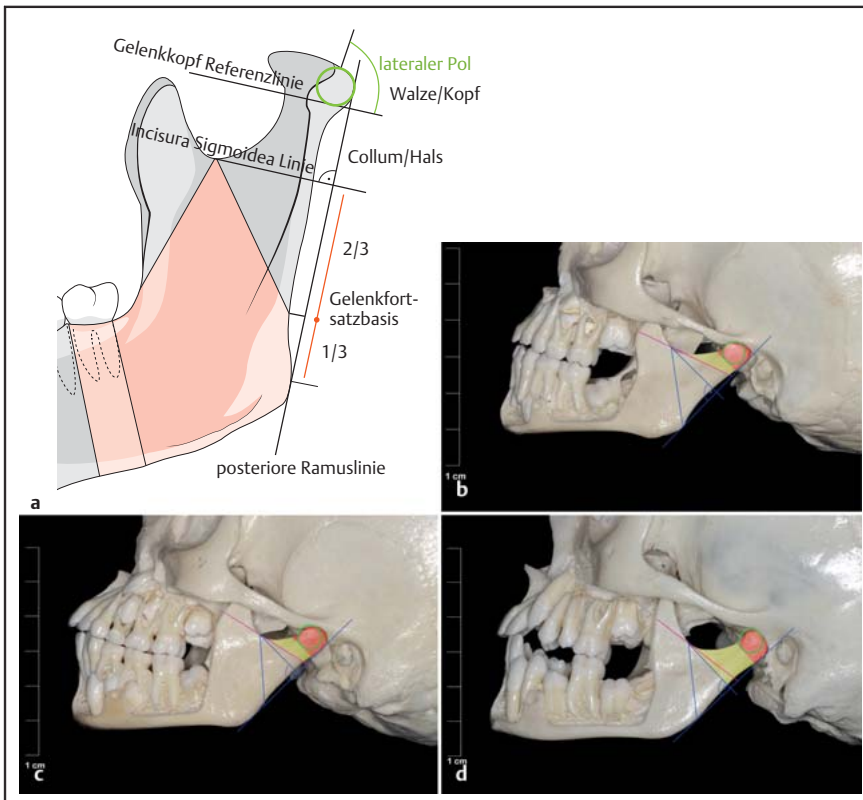 Gelenkkopf Referenzlinie
lateraler Pol
Walze/Kopf
Incisura Sigmoidea Linie
Collum/Hals
2/3
Gelenkfort-
satzbasis
1/3
posteriore Ramuslinie
a
1 cm
b
1 cm
c
1 cm
d